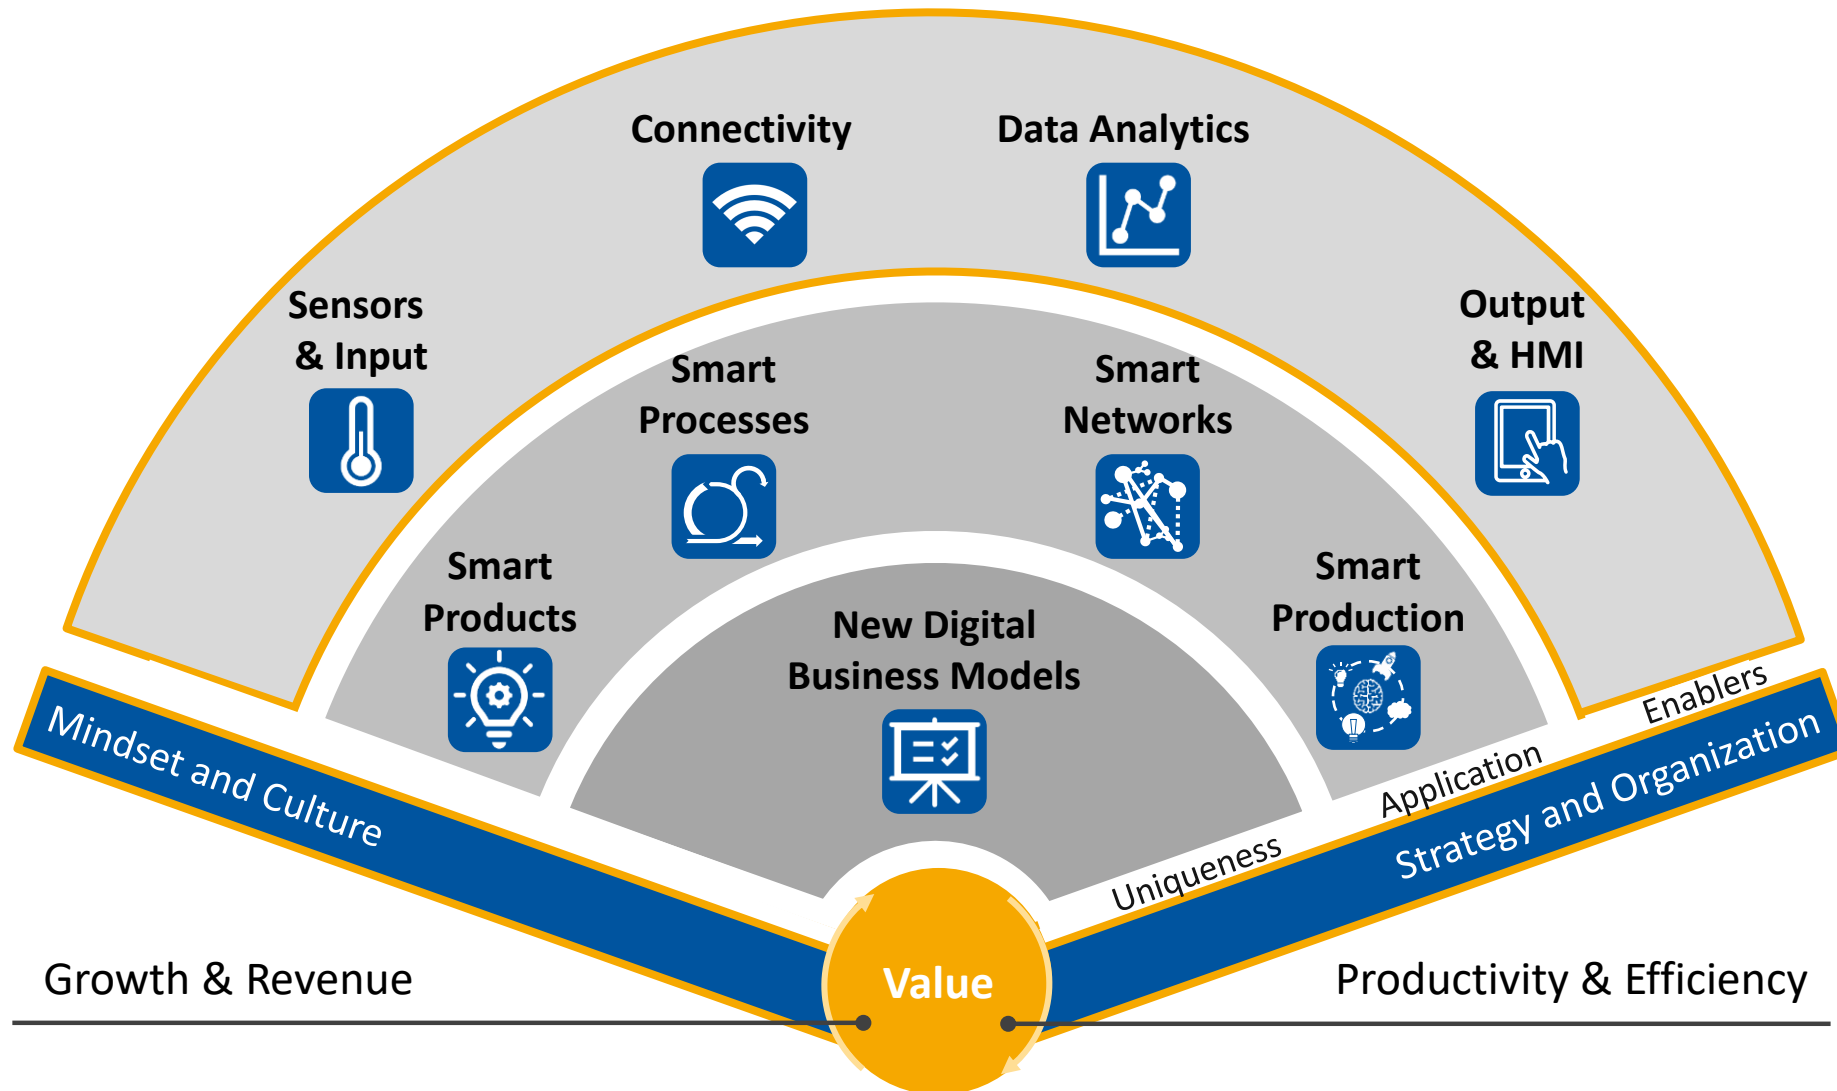 Connectivity
Data Analytics
Sensors
& Input
Output
& HMI
Smart
Processes
Smart
Networks
Smart
Products
Smart
Production
New Digital
Business Models
Enablers
Application
Uniqueness
Mindset and Culture
Strategy and Organization
Growth & Revenue
Value
Productivity & Efficiency